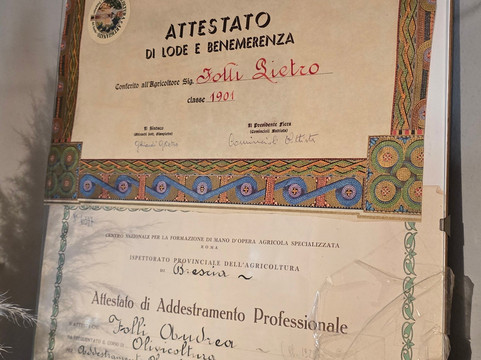 ATTESTATO
DI LODE E BENEMERENZA
Conferito all'Agricoltore Sig. Folli Pietro
classe 1901
Il Sindaco
Il Presidente Fiera
CENTRO NAZIONALE PER LA FORMAZIONE DI MANO D'OPERA AGRICOLA SPECIALIZZATA
ROMA
ISPETTORATO PROVINCIALE DELL'AGRICOLTURA
DI Brescia
Attestato di Addestramento Professionale
Folli Andrea
Olivicoltura
Addestrament